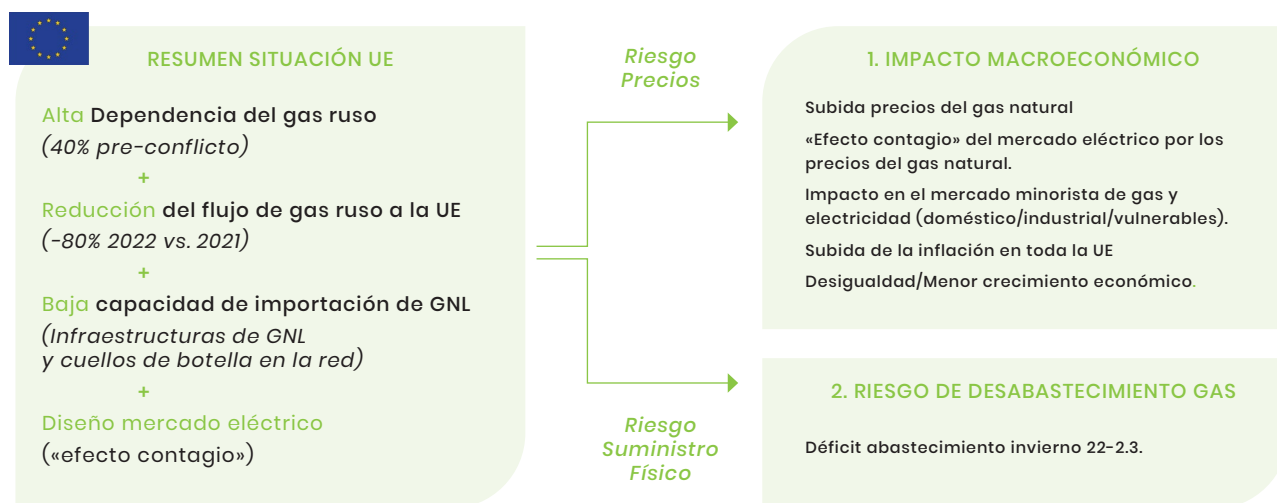 RESUMEN SITUACIÓN UE
Alta Dependencia del gas ruso
(40% pre-conflicto)
+
Reducción del flujo de gas ruso a la UE
(-80% 2022 vs. 2021)
+
Baja capacidad de importación de GNL
(Infraestructuras de GNL
y cuellos de botella en la red)
+
Diseño mercado eléctrico
(«efecto contagio»)
Riesgo
Precios
Riesgo
Suministro
Físico
1. IMPACTO MACROECONÓMICO
Subida precios del gas natural
«Efecto contagio» del mercado eléctrico por los
precios del gas natural.
Impacto en el mercado minorista de gas y
electricidad (doméstico/industrial/vulnerables).
Subida de la inflación en toda la UE
Desigualdad/Menor crecimiento económico.
2. RIESGO DE DESABASTECIMIENTO GAS
Déficit abastecimiento invierno 22-2.3.